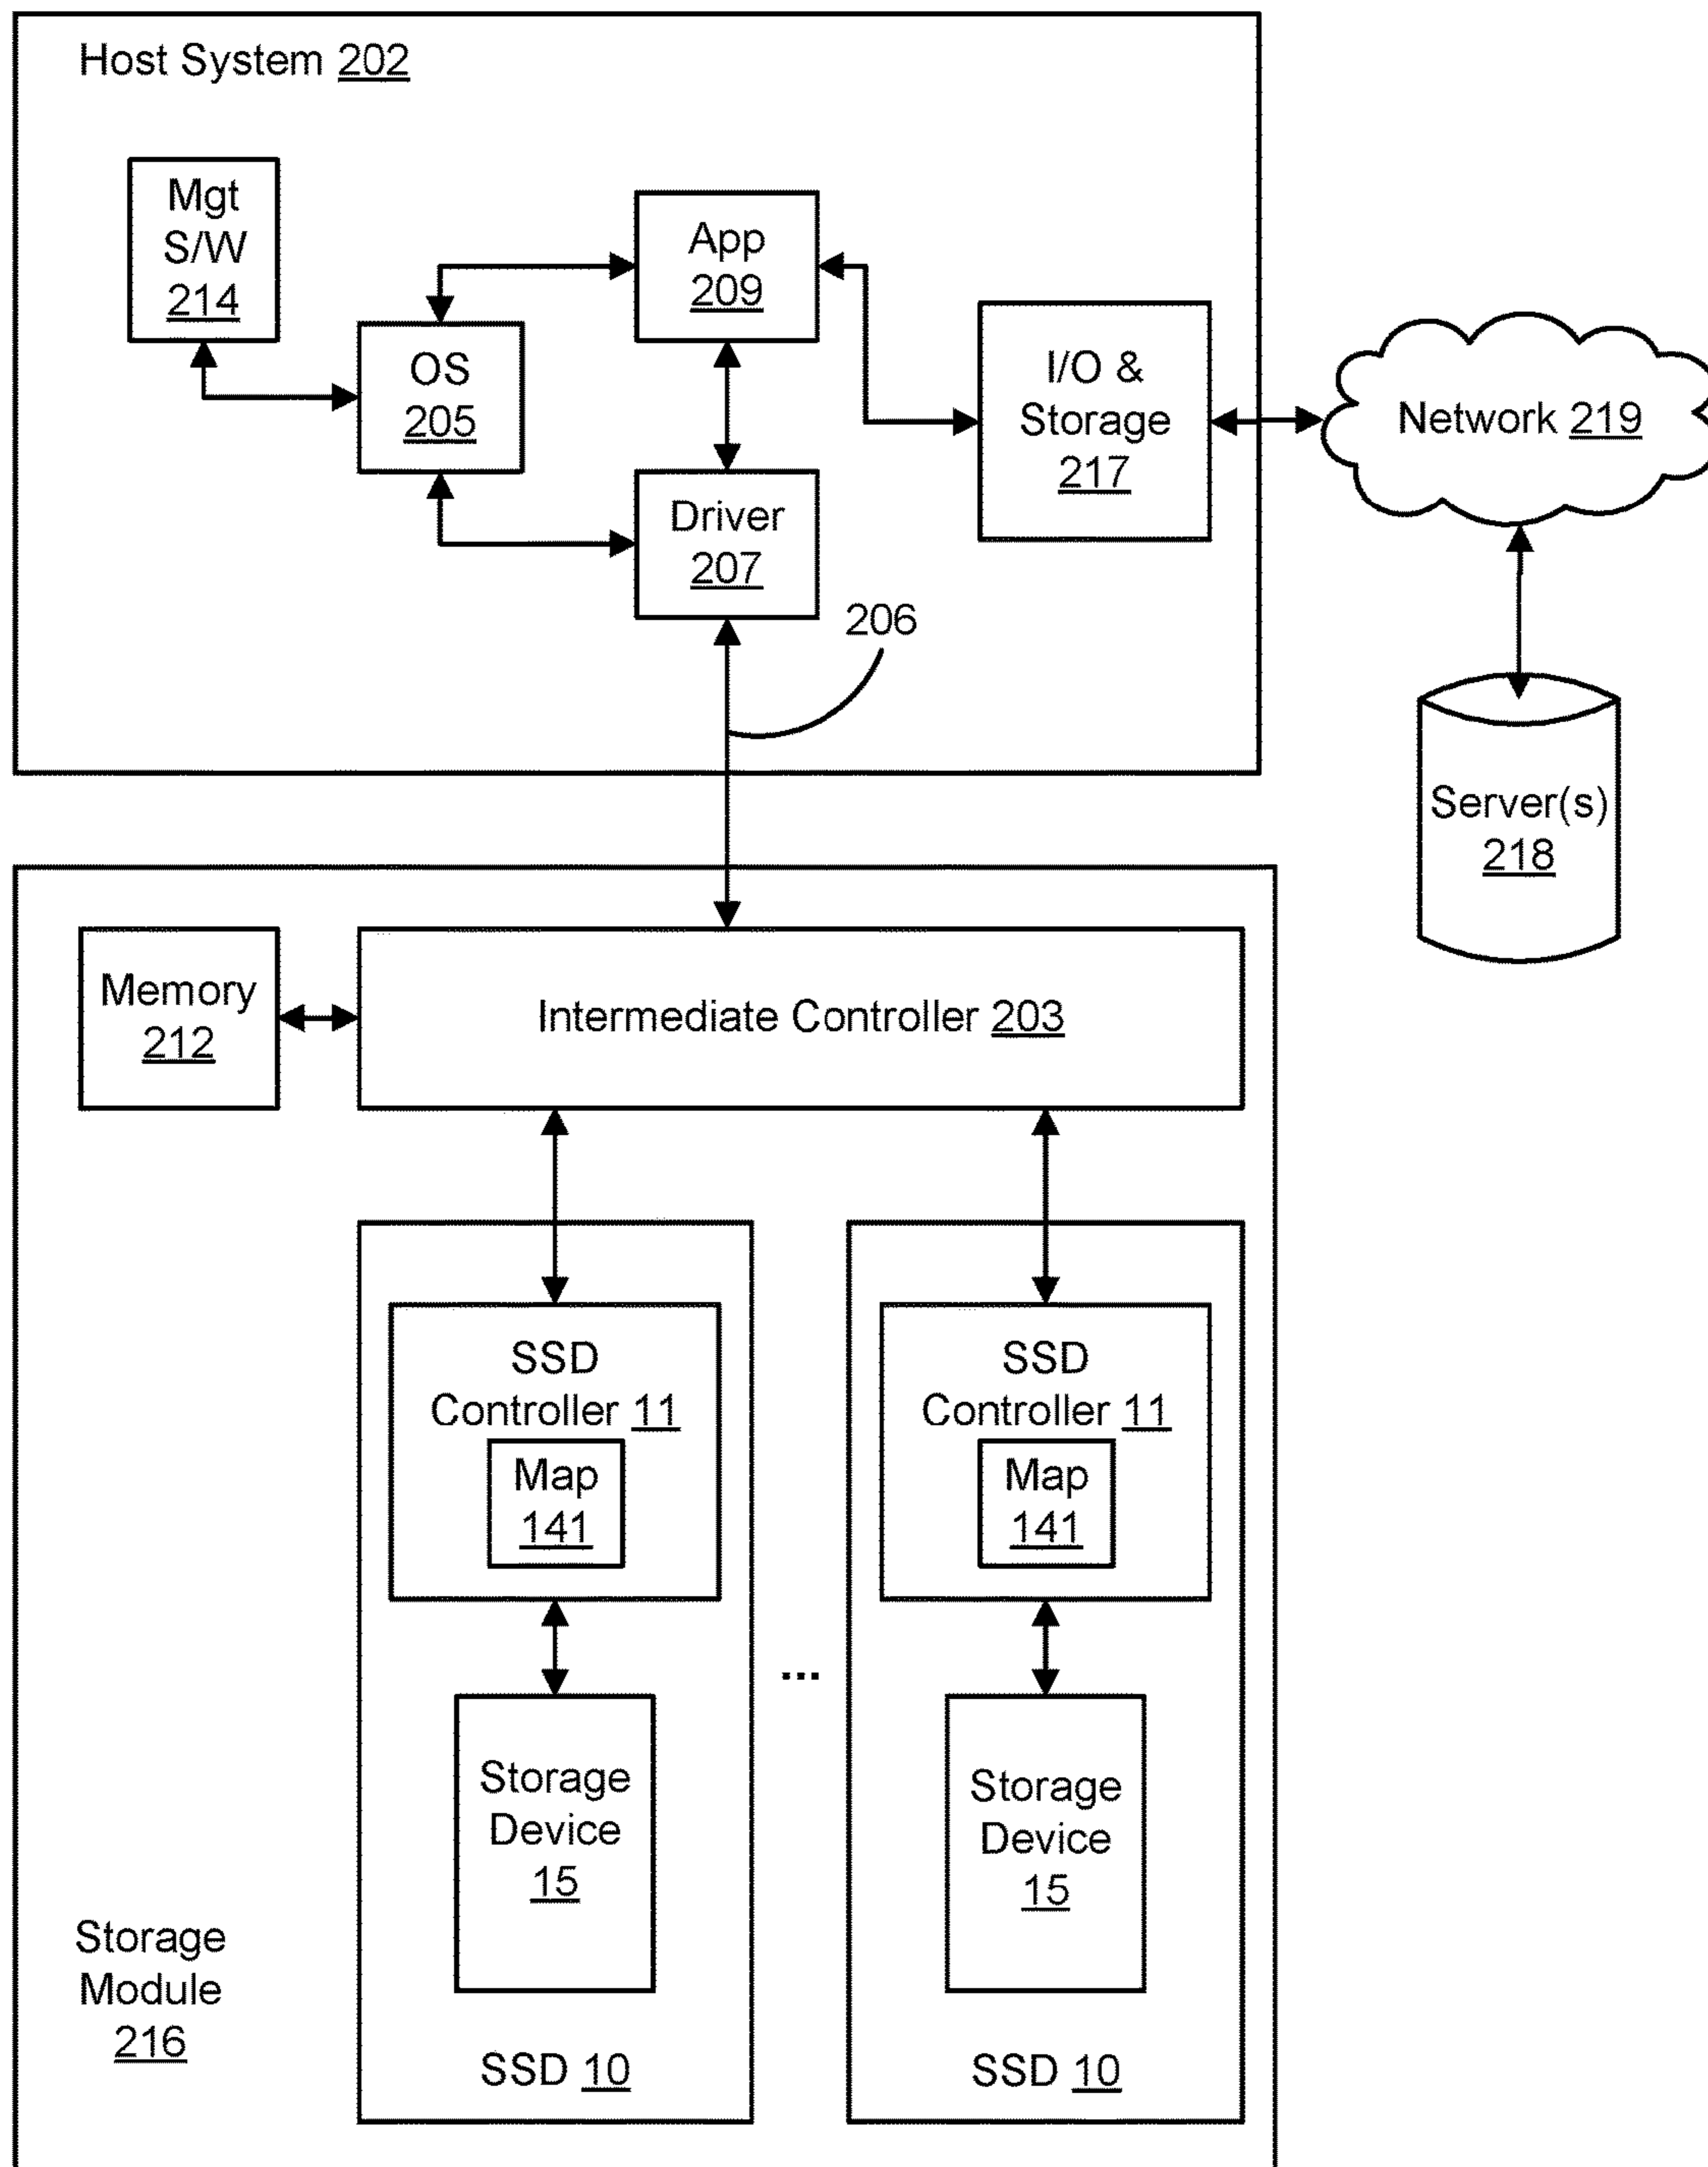 Host System 202
Mgt
S/W
214
App
209
OS
205
I/O &
Storage
217
Network 219
Driver
207
206
Server(s)
218
Memory
212
Intermediate Controller 203
SSD
Controller 11
Map
141
SSD
Controller 11
Map
141
...
Storage
Device
15
Storage
Device
15
Storage
Module
216
SSD 10
SSD 10